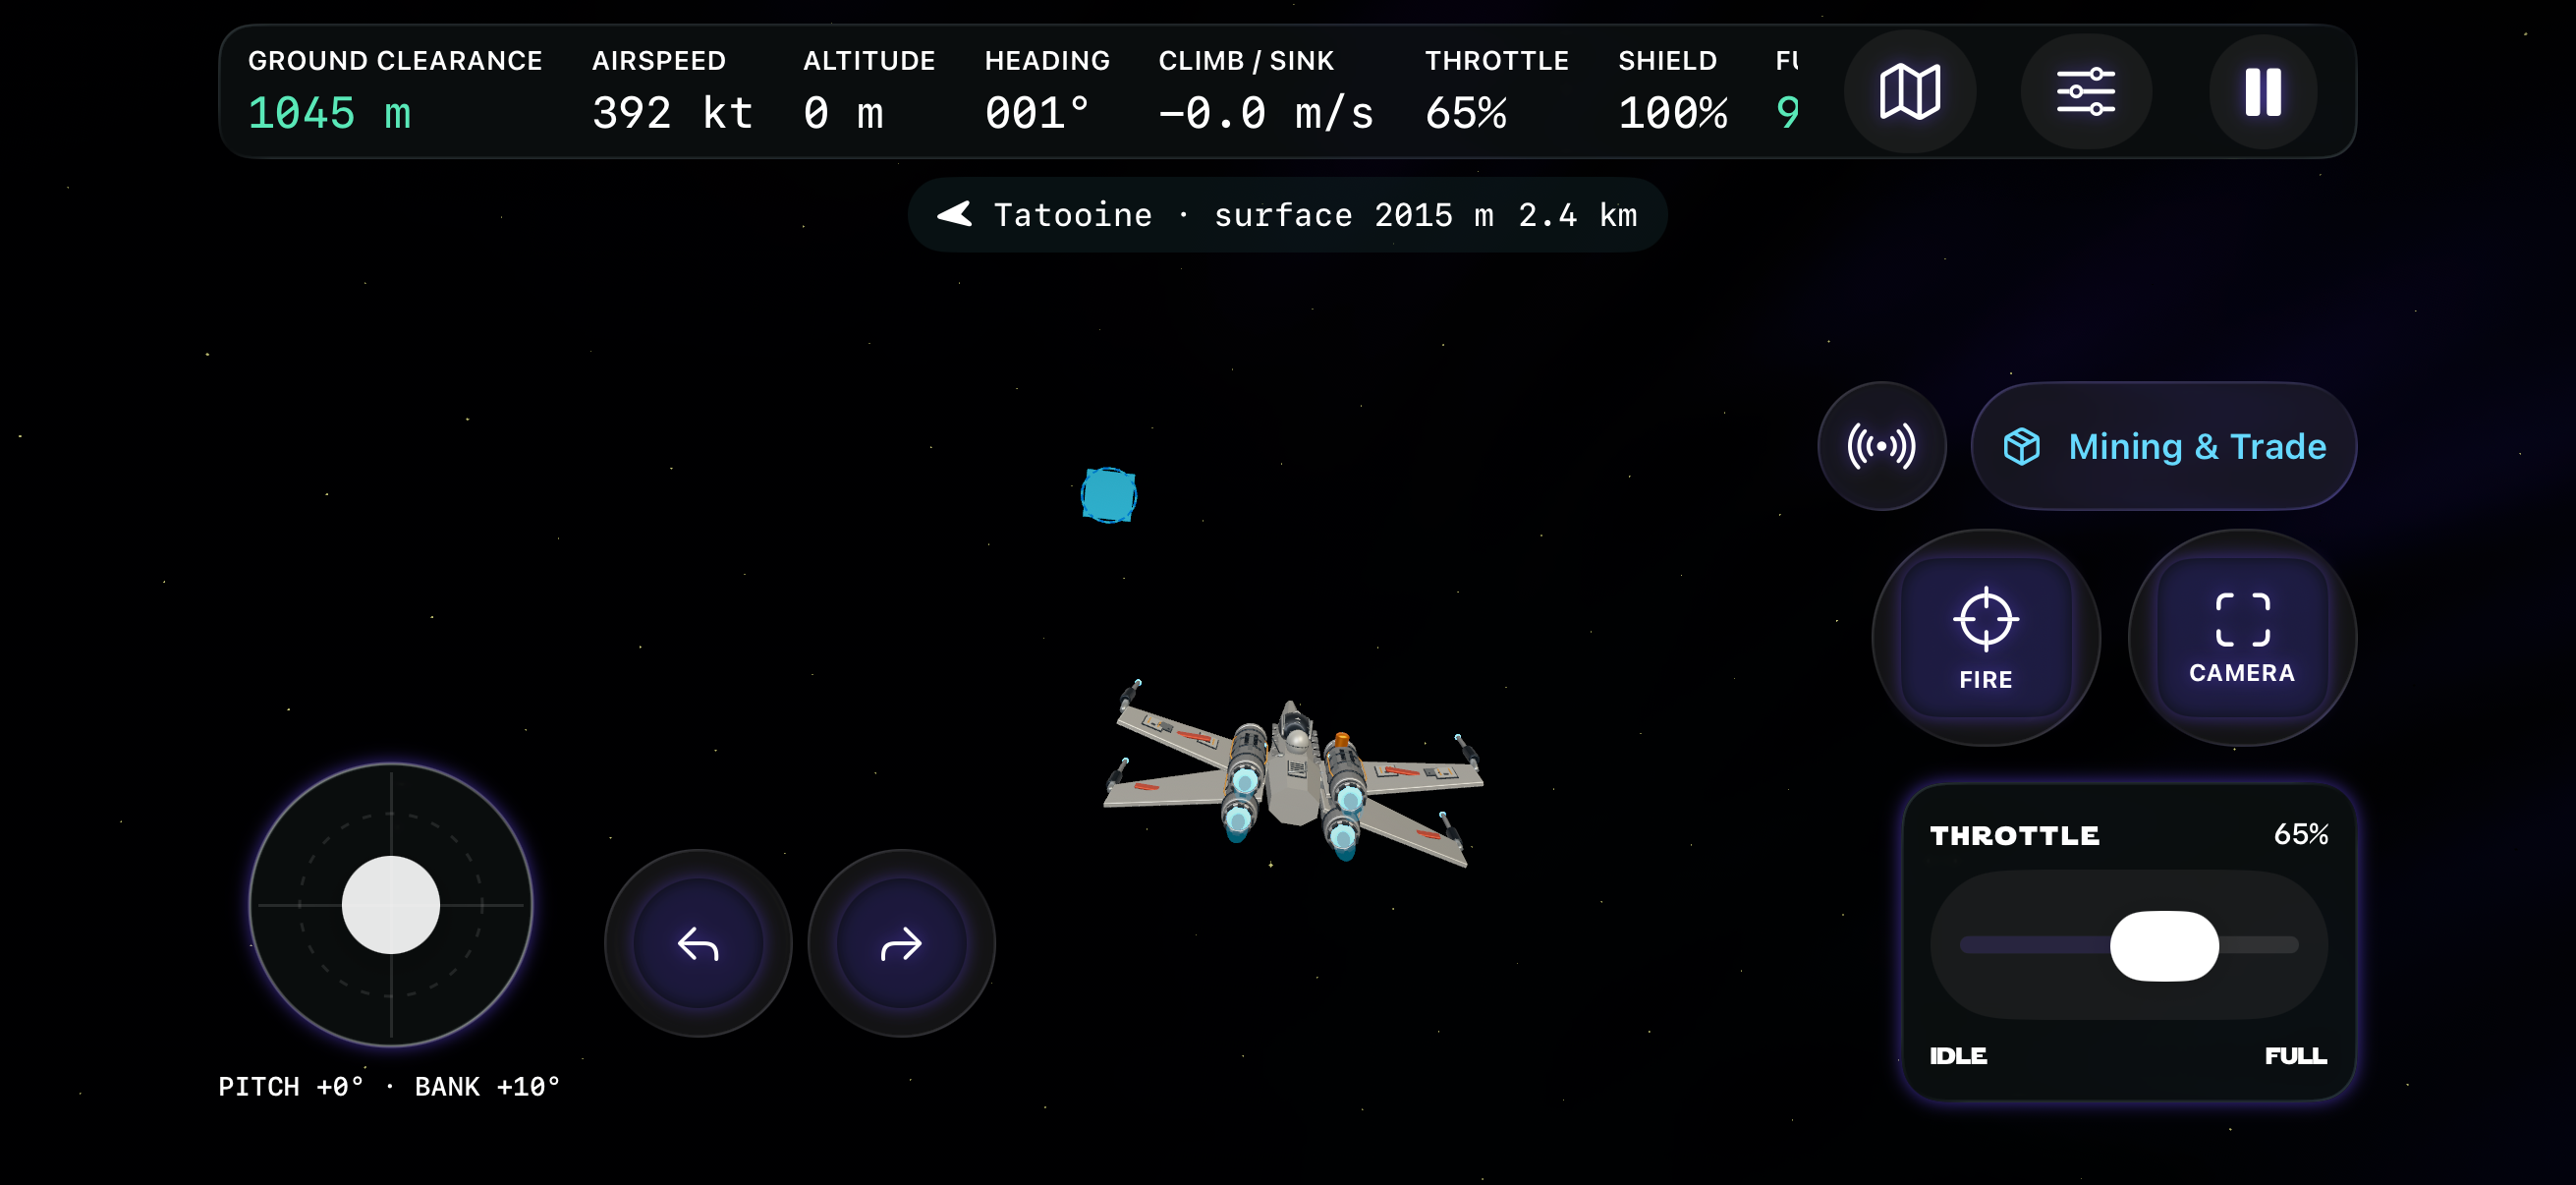 GROUND CLEARANCE AIRSPEED ALTITUDE HEADING CLIMB / SINK THROTTLE SHIELD
1045 m 392 kt 0 m 001° −0.0 m/s 65% 100% 9
Tatooine · surface 2015 m 2.4 km
Mining & Trade
FIRE CAMERA
THROTTLE 65%
IDLE FULL
PITCH +0° · BANK +10°